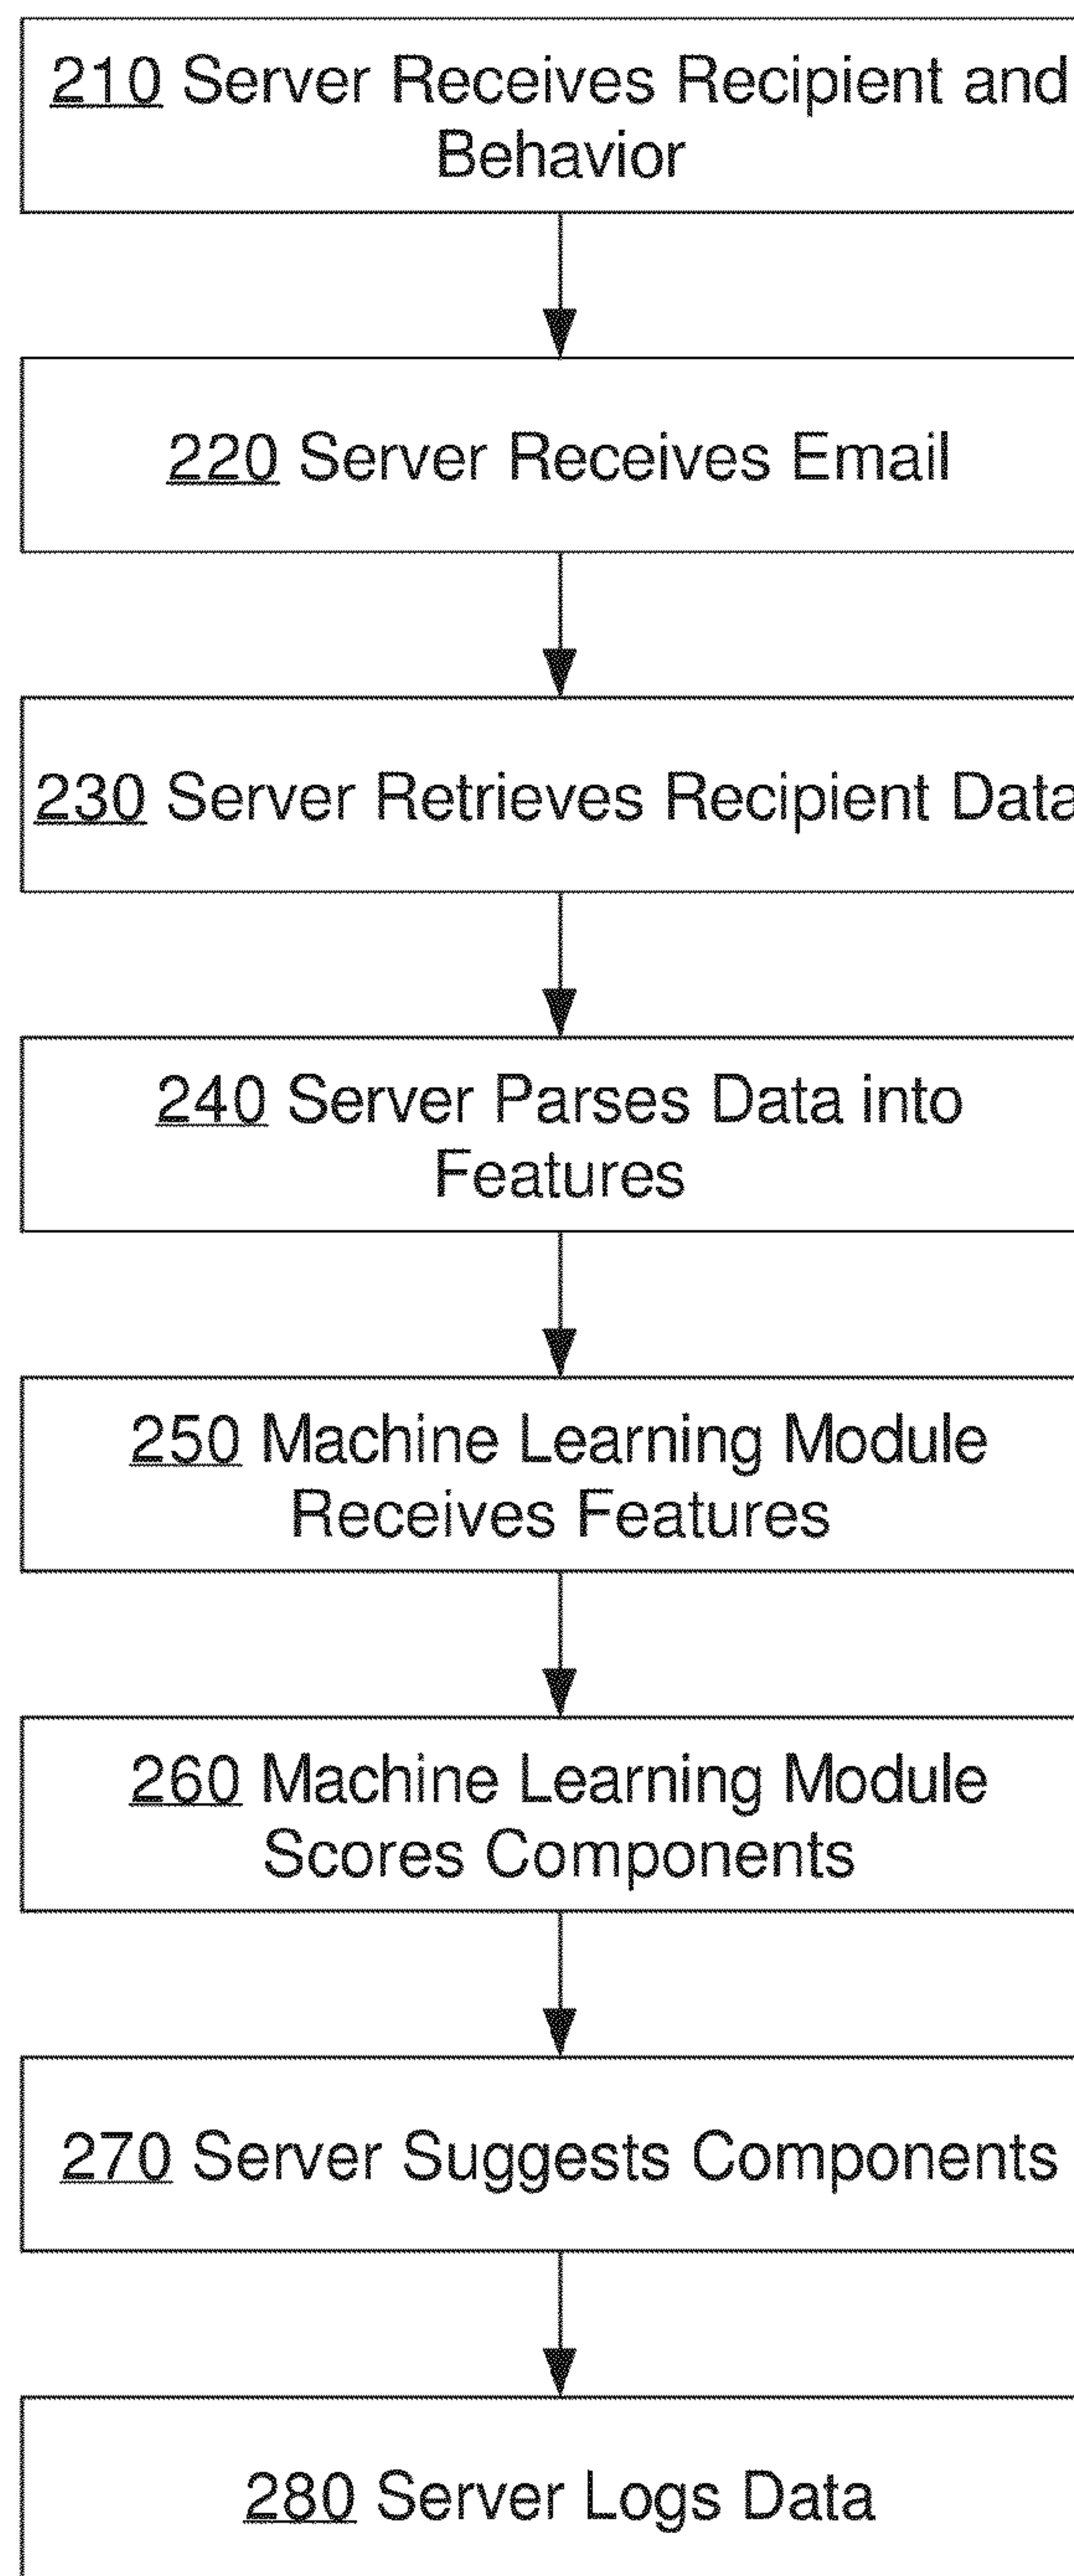 210 Server Receives Recipient and
Behavior
220 Server Receives Email
230 Server Retrieves Recipient Data
240 Server Parses Data into
Features
250 Machine Learning Module
Receives Features
260 Machine Learning Module
Scores Components
270 Server Suggests Components
280 Server Logs Data